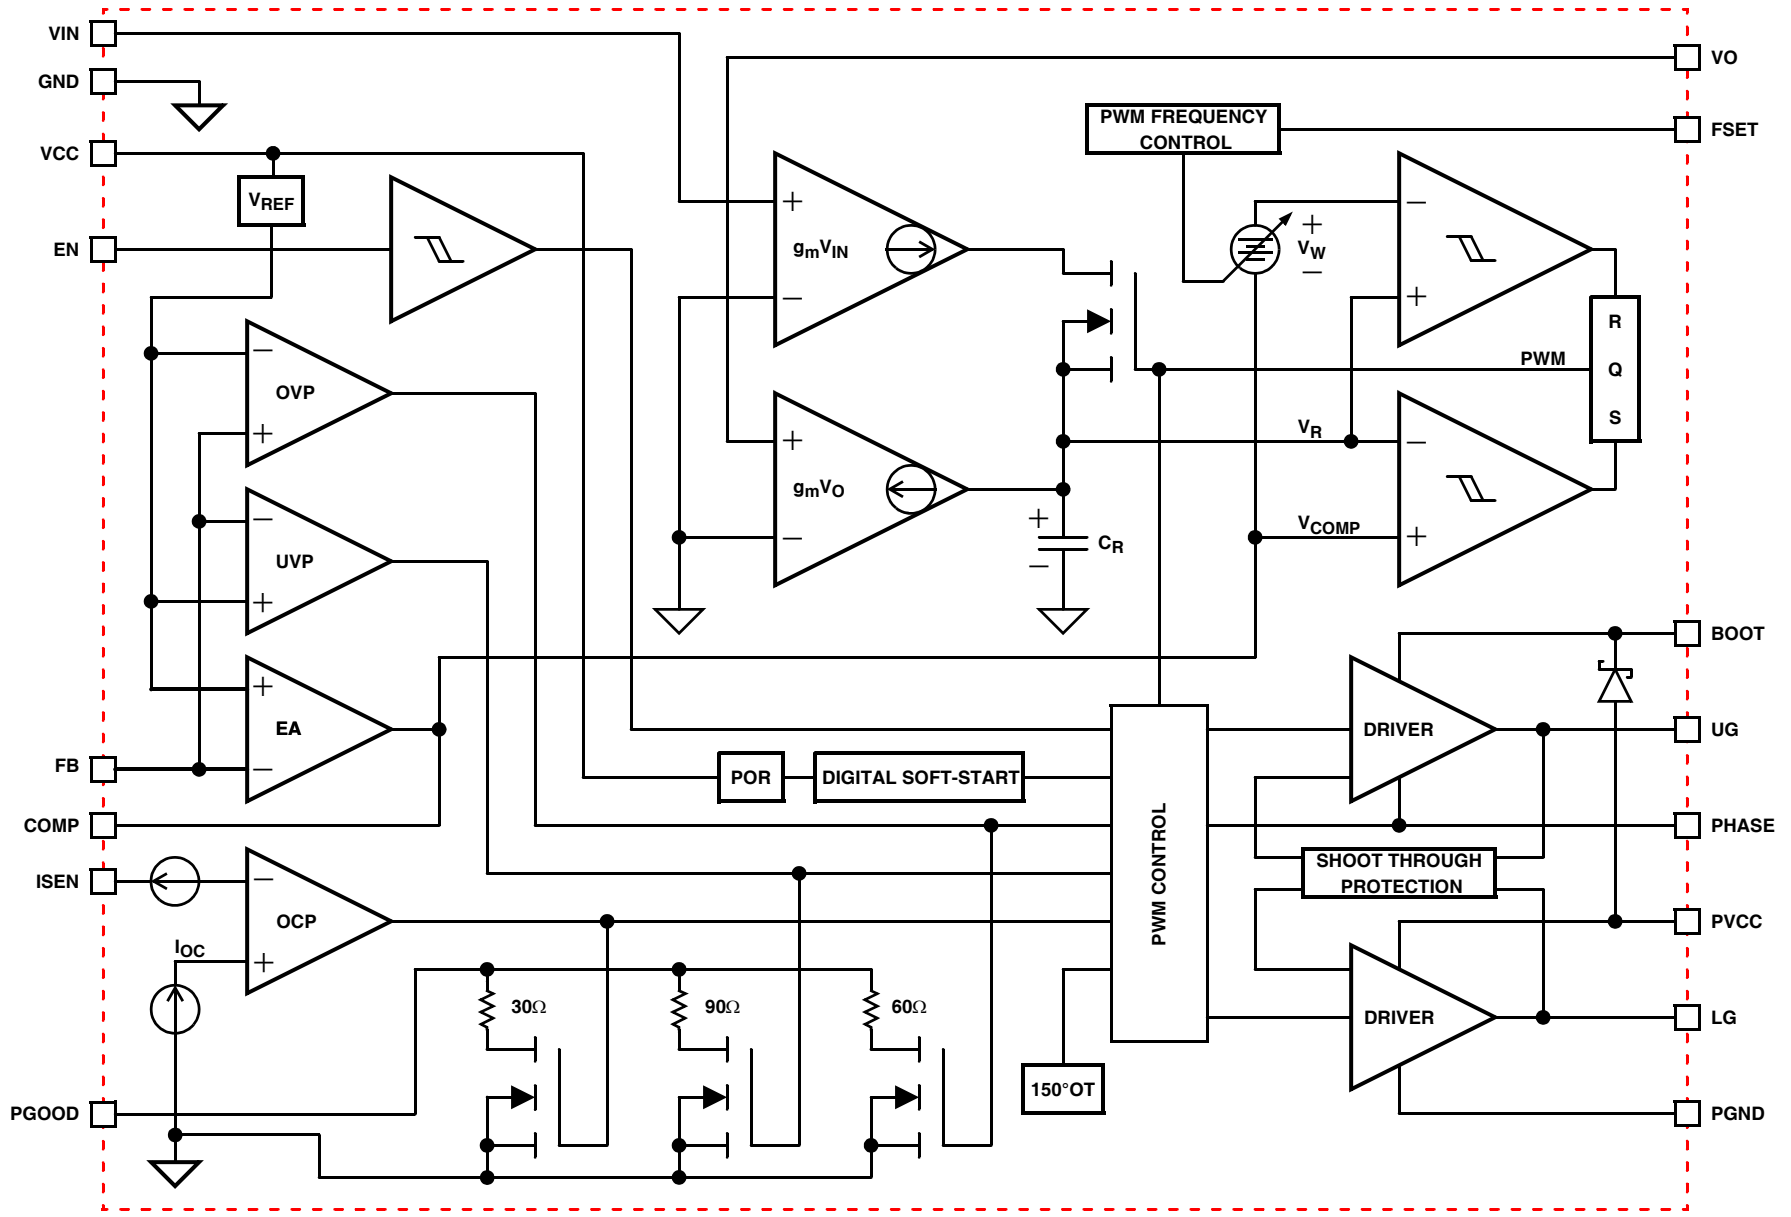 VIN
GND
VCC
EN
FB
COMP
ISEN
PGOOD
VO
FSET
BOOT
UG
PHASE
PVCC
LG
PGND
VREF
OVP
− +
UVP
− +
EA
+ −
OCP
− +
IOC
gmVIN
+ −
gmVO
+ −
+
CR
−
PWM FREQUENCY
CONTROL
+
VW
−
− +
− +
PWM
R
Q
S
VR
VCOMP
POR
DIGITAL SOFT-START
PWM CONTROL
150°OT
30Ω
90Ω
60Ω
DRIVER
SHOOT THROUGH
PROTECTION
DRIVER